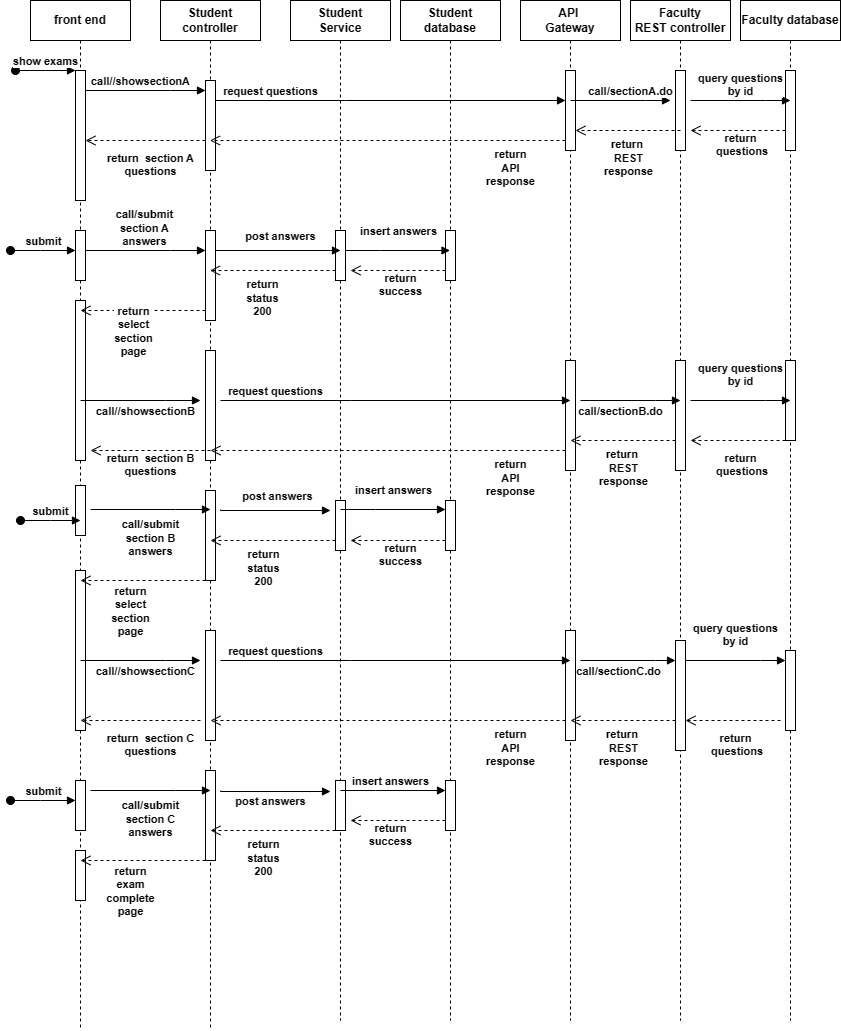 front end
Student
controller
Student
Service
Student
database
API
Gateway
Faculty
REST controller
Faculty database
show exams
call//showsectionA
request questions
call/sectionA.do
query questions
by id
return  section A
questions
return
API
response
return
REST
response
return
questions
submit
call/submit
section A
answers
post answers
insert answers
return
status
200
return
success
return
select
section
page
call//showsectionB
request questions
call/sectionB.do
query questions
by id
return  section B
questions
return
API
response
return
REST
response
return
questions
submit
call/submit
section B
answers
post answers
insert answers
return
status
200
return
success
return
select
section
page
call//showsectionC
request questions
call/sectionC.do
query questions
by id
return  section C
questions
return
API
response
return
REST
response
return
questions
submit
call/submit
section C
answers
post answers
insert answers
return
status
200
return
success
return
exam
complete
page